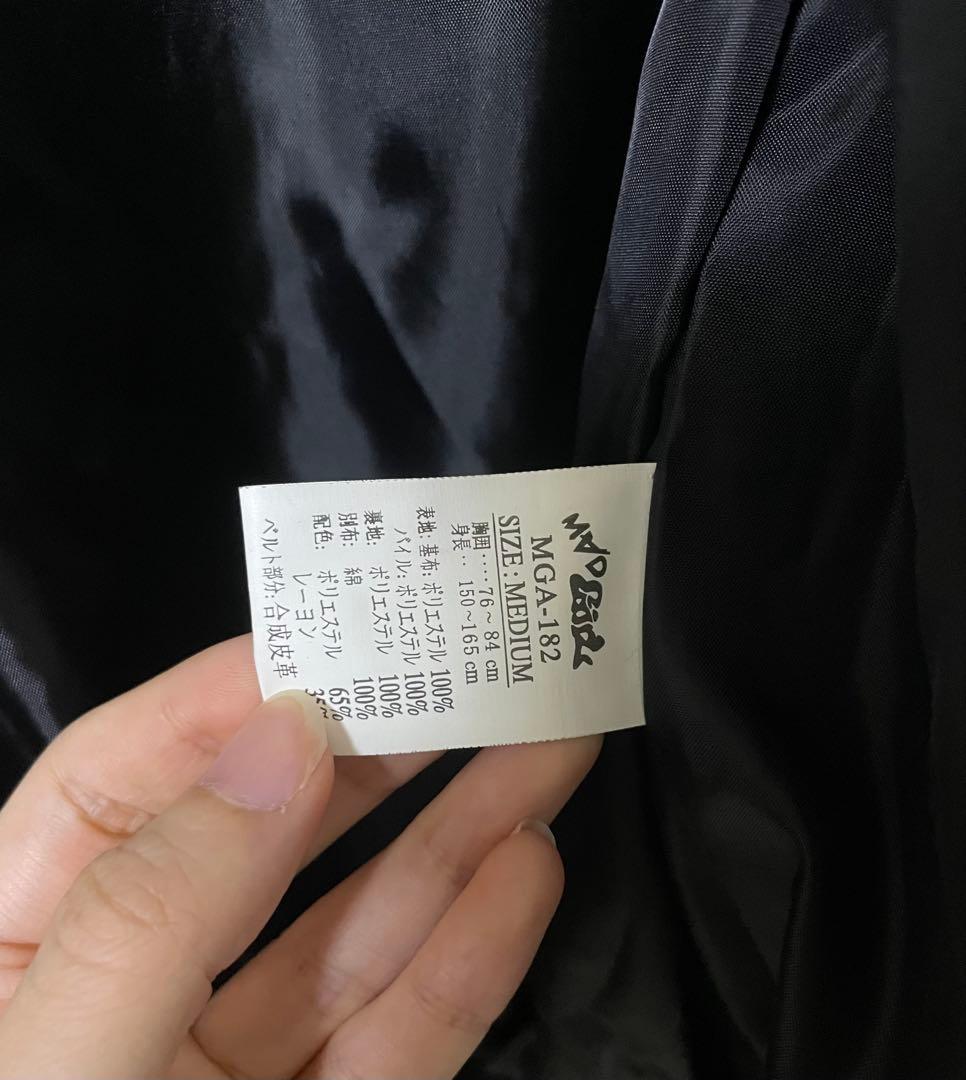 MAD GIRL
MGA-182
SIZE:MEDIUM
胸囲‥‥76～84 cm
身長‥ 150～165 cm
表地: 基布: ポリエステル 100%
パイル: ポリエステル 100%
裏地: ポリエステル 100%
別布: 綿 100%
配色: ポリエステル 65%
レーヨン 35%
ベルト部分: 合成皮革